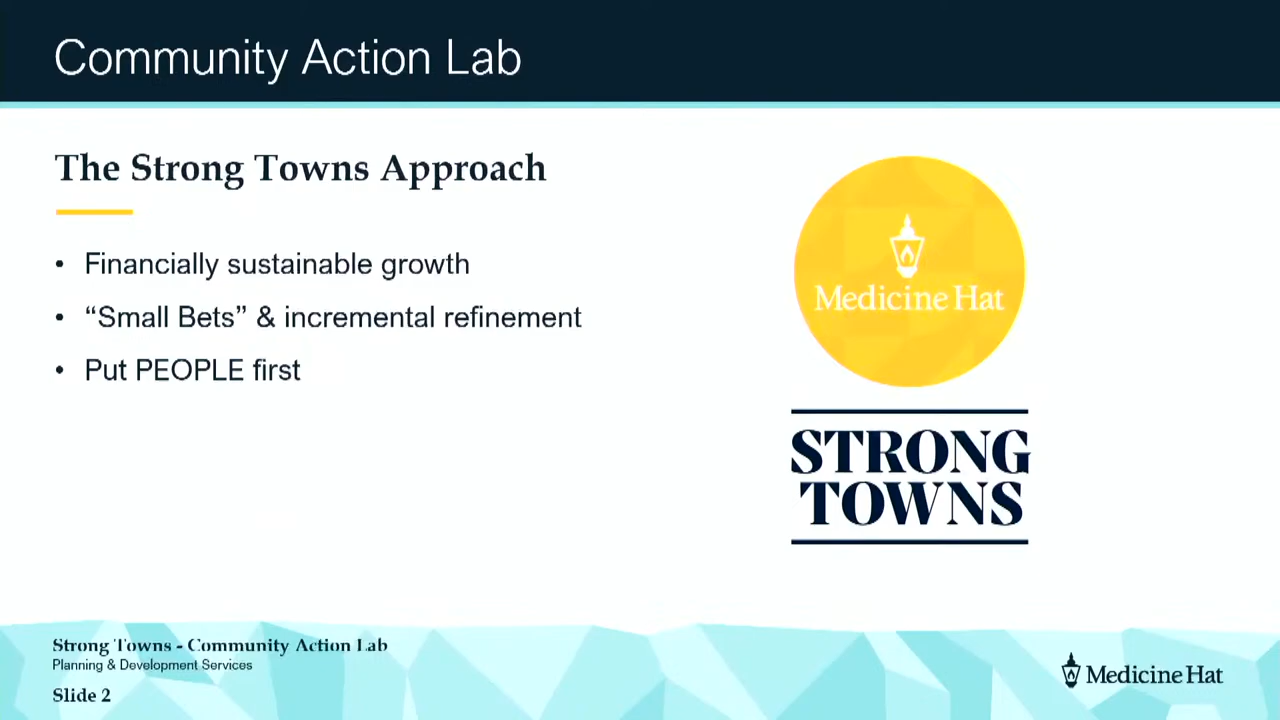 Community Action Lab
The Strong Towns Approach
• Financially sustainable growth
• “Small Bets” & incremental refinement
• Put PEOPLE first
Medicine Hat
STRONG
TOWNS
Strong Towns - Community Action Lab
Planning & Development Services
Slide 2
Medicine Hat